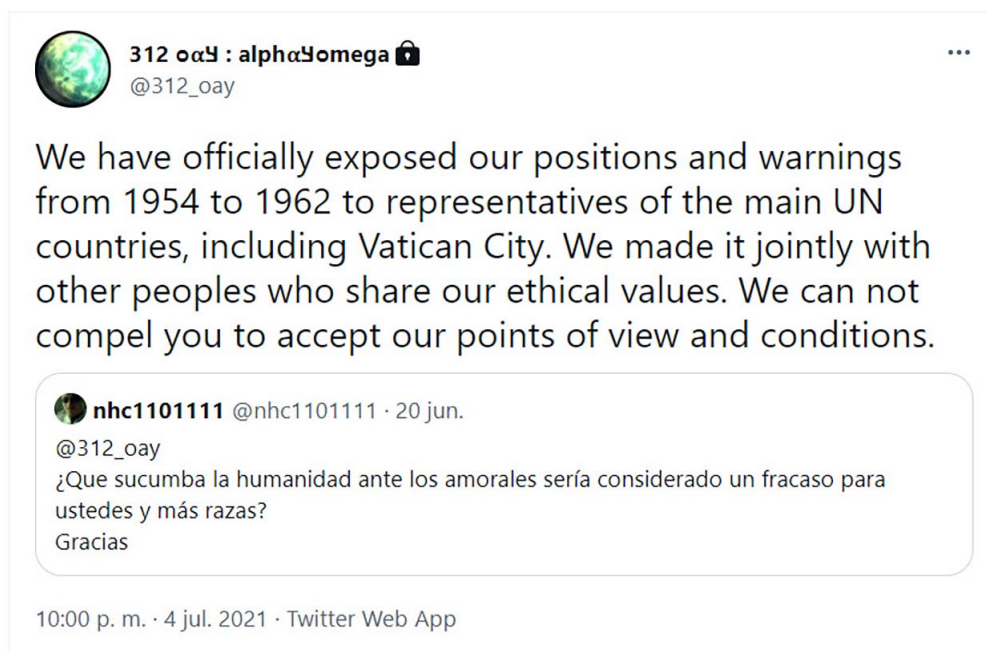 312 oαY : alphαYomega
@312_oay
We have officially exposed our positions and warnings
from 1954 to 1962 to representatives of the main UN
countries, including Vatican City. We made it jointly with
other peoples who share our ethical values. We can not
compel you to accept our points of view and conditions.
nhc1101111 @nhc1101111 · 20 jun.
@312_oay
¿Que sucumba la humanidad ante los amorales sería considerado un fracaso para
ustedes y más razas?
Gracias
10:00 p. m. · 4 jul. 2021 · Twitter Web App